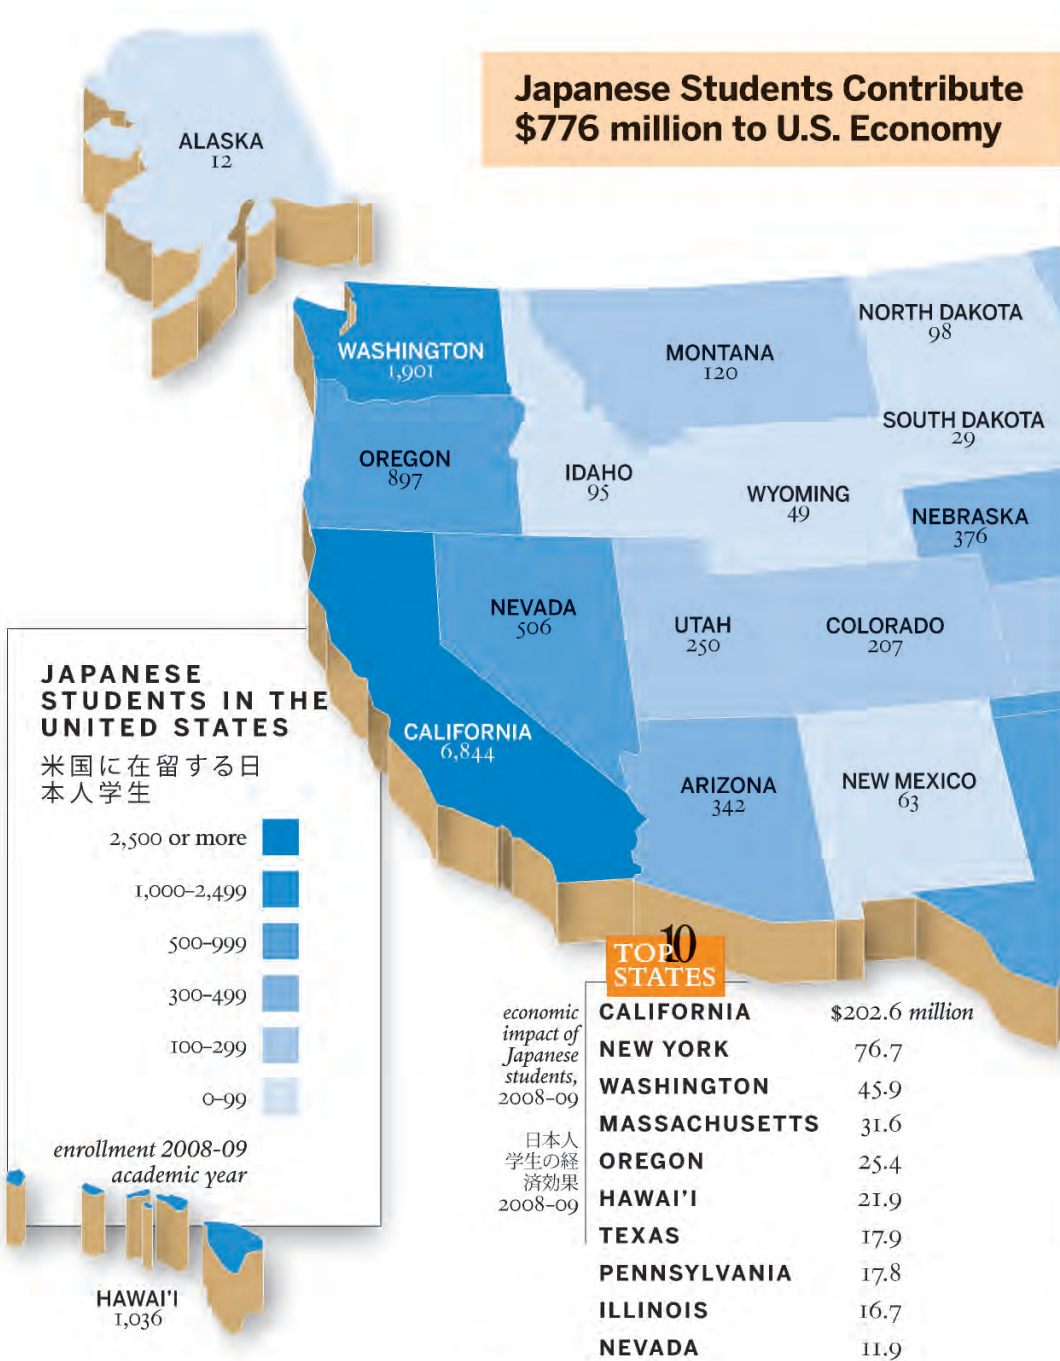 Japanese Students Contribute
$776 million to U.S. Economy
ALASKA
12
WASHINGTON
1,901
MONTANA
120
NORTH DAKOTA
98
SOUTH DAKOTA
29
OREGON
897
IDAHO
95
WYOMING
49
NEBRASKA
376
NEVADA
506
UTAH
250
COLORADO
207
CALIFORNIA
6,844
ARIZONA
342
NEW MEXICO
63
JAPANESE
STUDENTS IN THE
UNITED STATES
米国に在留する日
本人学生
2,500 or more
1,000–2,499
500–999
300–499
100–299
0–99
enrollment 2008-09
academic year
HAWAI'I
1,036
TOP 10
STATES
economic
impact of
Japanese
students,
2008–09
日本人
学生の経
済効果
2008–09
CALIFORNIA $202.6 million
NEW YORK 76.7
WASHINGTON 45.9
MASSACHUSETTS 31.6
OREGON 25.4
HAWAI'I 21.9
TEXAS 17.9
PENNSYLVANIA 17.8
ILLINOIS 16.7
NEVADA 11.9